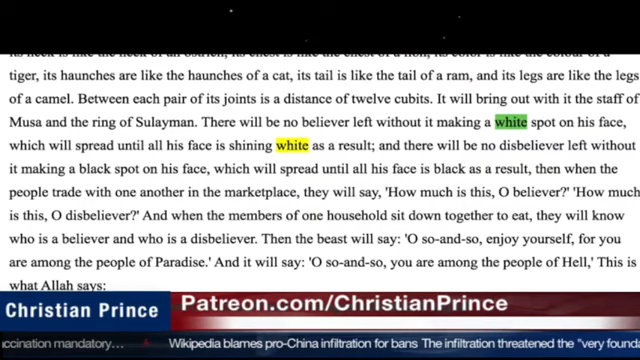 its neck is like the neck of an ostrich, its chest is like the chest of a lion, its color is like the colour of a
tiger, its haunches are like the haunches of a cat, its tail is like the tail of a ram, and its legs are like the legs
of a camel. Between each pair of its joints is a distance of twelve cubits. It will bring out with it the staff of
Musa and the ring of Sulayman. There will be no believer left without it making a white spot on his face,
which will spread until all his face is shining white as a result; and there will be no disbeliever left without
it making a black spot on his face, which will spread until all his face is black as a result, then when the
people trade with one another in the marketplace, they will say, 'How much is this, O believer?' 'How much
is this, O disbeliever?' And when the members of one household sit down together to eat, they will know
who is a believer and who is a disbeliever. Then the beast will say: 'O so-and-so, enjoy yourself, for you
are among the people of Paradise.' And it will say: 'O so-and-so, you are among the people of Hell,' This is
what Allah says:
Christian Prince
Patreon.com/ChristianPrince
accination mandatory… Wikipedia blames pro-China infiltration for bans The infiltration threatened the "very found